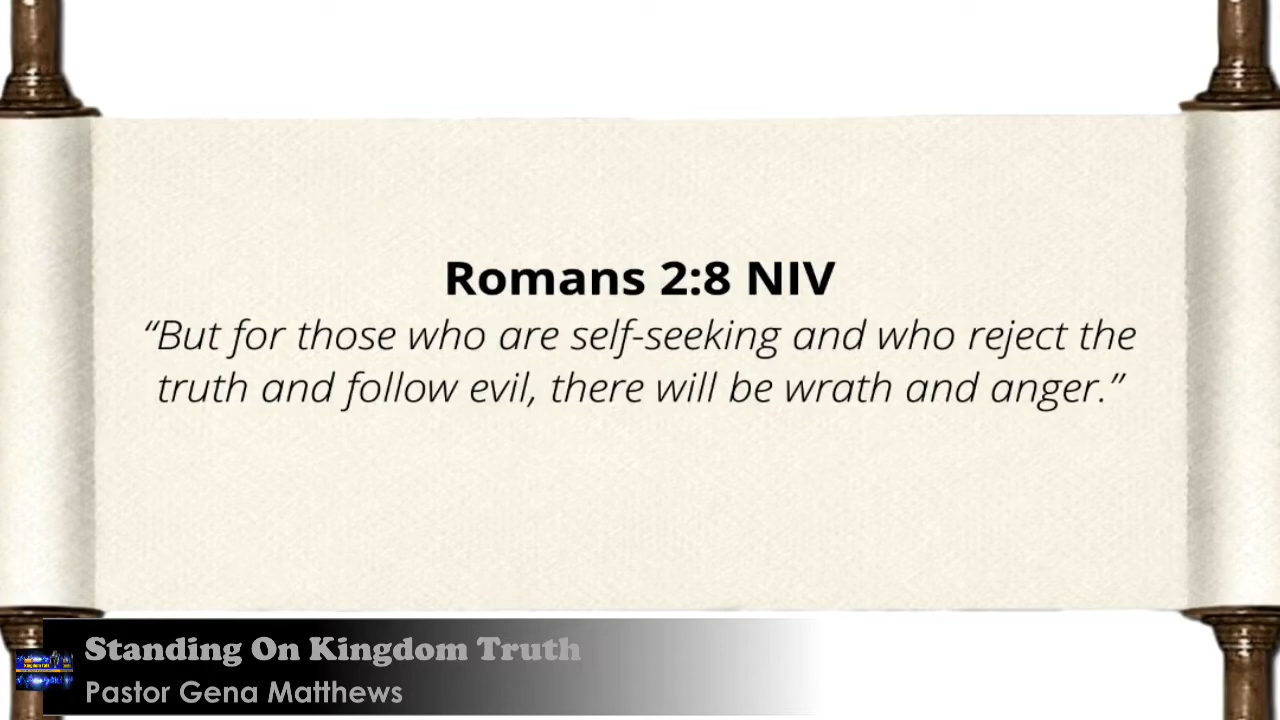 Romans 2:8 NIV
“But for those who are self-seeking and who reject the
truth and follow evil, there will be wrath and anger.”
Standing On Kingdom Truth
Pastor Gena Matthews